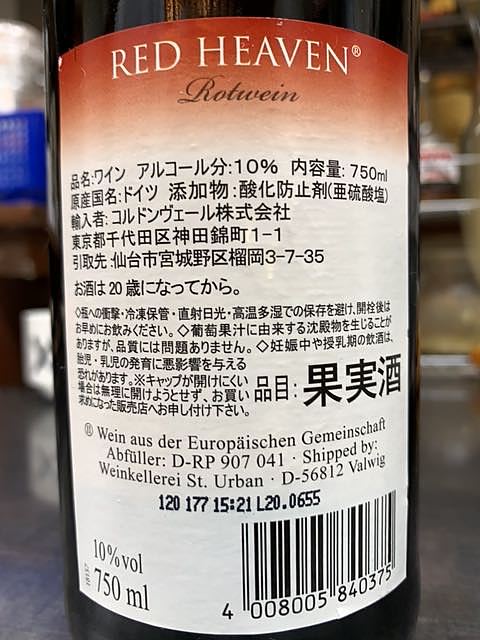 RED HEAVEN®
Rotwein
品名:ワイン アルコール分:10% 内容量: 750ml
原産国名:ドイツ 添加物:酸化防止剤(亜硫酸塩)
輸入者:コルドンヴェール株式会社
東京都千代田区神田錦町1-1
引取先:仙台市宮城野区榴岡3-7-35
お酒は20歳になってから。
◇瓶への衝撃・冷凍保管・直射日光・高温多湿での保存を避け、開栓後は
お早めにお飲みください。◇葡萄果汁に由来する沈殿物を生じることが
ありますが、品質には問題ありません。◇妊娠中や授乳期の飲酒は、
胎児・乳児の発育に悪影響を与える
恐れがあります。※キャップが開けにくい
場合は無理に開けようとせず、お買い
求めになった販売店へお申し付け下さい。
品目:果実酒
® Wein aus der Europäischen Gemeinschaft
Abfüller: D-RP 907 041 · Shipped by:
Weinkellerei St. Urban · D-56812 Valwig
120 177 15:21 L20.0655
10%vol
750 ml
4 008005 840375